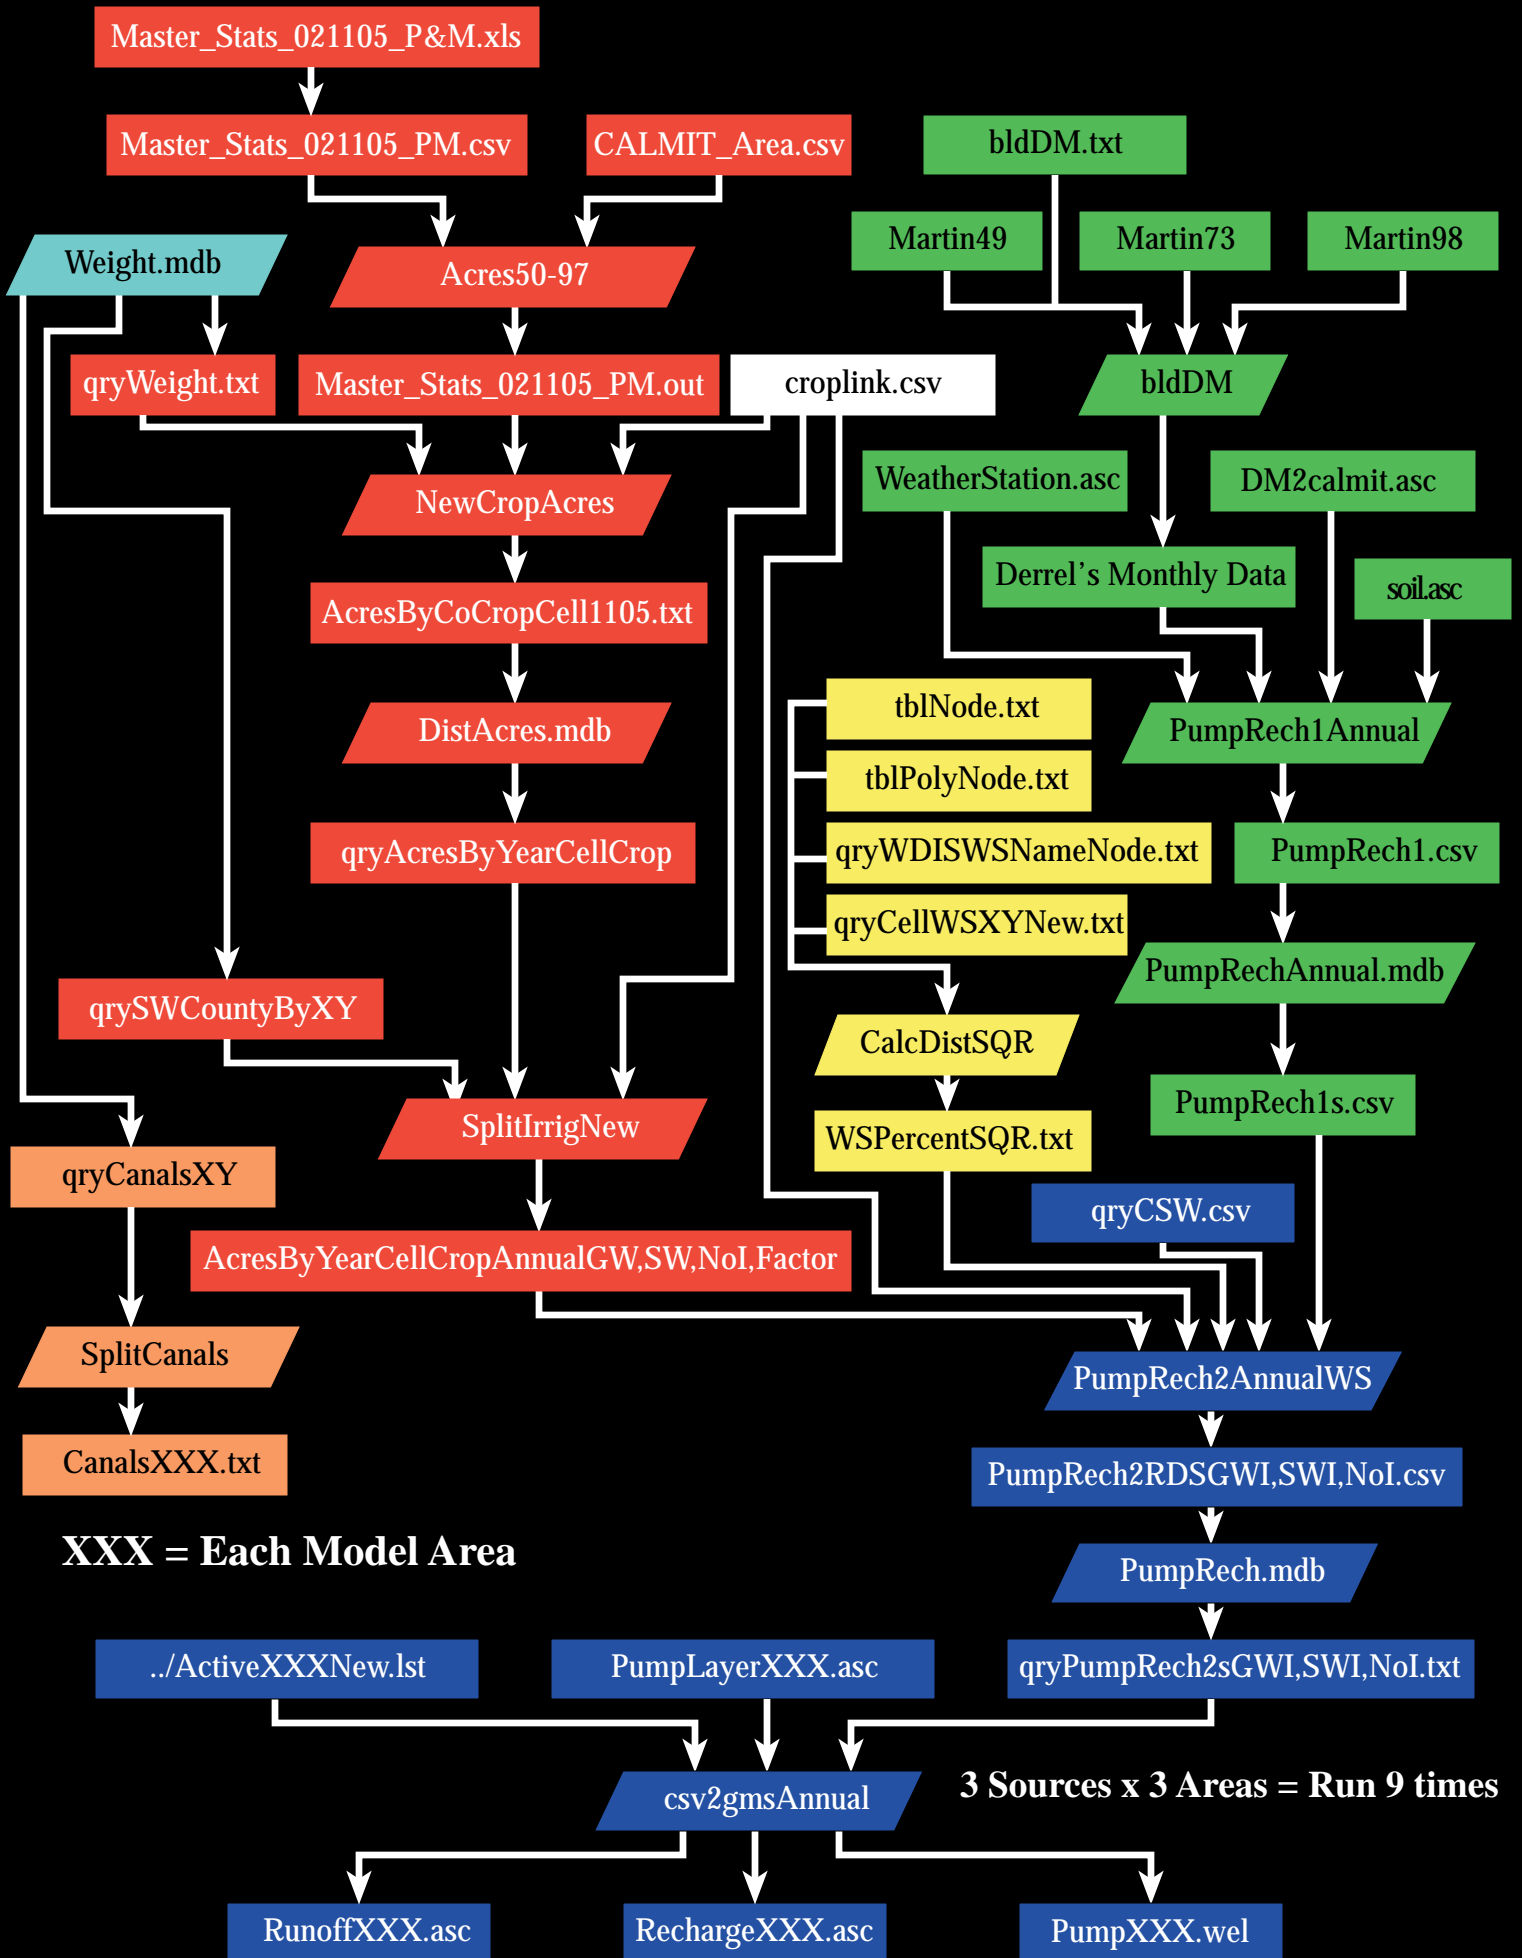 Master_Stats_021105_P&M.xls
Master_Stats_021105_PM.csv
CALMIT_Area.csv
bldDM.txt
Martin49
Martin73
Martin98
Weight.mdb
Acres50-97
qryWeight.txt
Master_Stats_021105_PM.out
croplink.csv
bldDM
WeatherStation.asc
DM2calmit.asc
NewCropAcres
Derrel's Monthly Data
soil.asc
AcresByCoCropCell1105.txt
tblNode.txt
DistAcres.mdb
PumpRech1Annual
tblPolyNode.txt
qryAcresByYearCellCrop
qryWDISWSNameNode.txt
PumpRech1.csv
qryCellWSXYNew.txt
PumpRechAnnual.mdb
qrySWCountyByXY
CalcDistSQR
PumpRech1s.csv
SplitIrrigNew
WSPercentSQR.txt
qryCanalsXY
qryCSW.csv
AcresByYearCellCropAnnualGW,SW,NoI,Factor
SplitCanals
PumpRech2AnnualWS
CanalsXXX.txt
PumpRech2RDSGWI,SWI,NoI.csv
XXX = Each Model Area
PumpRech.mdb
../ActiveXXXNew.lst
PumpLayerXXX.asc
qryPumpRech2sGWI,SWI,NoI.txt
csv2gmsAnnual
3 Sources x 3 Areas = Run 9 times
RunoffXXX.asc
RechargeXXX.asc
PumpXXX.wel